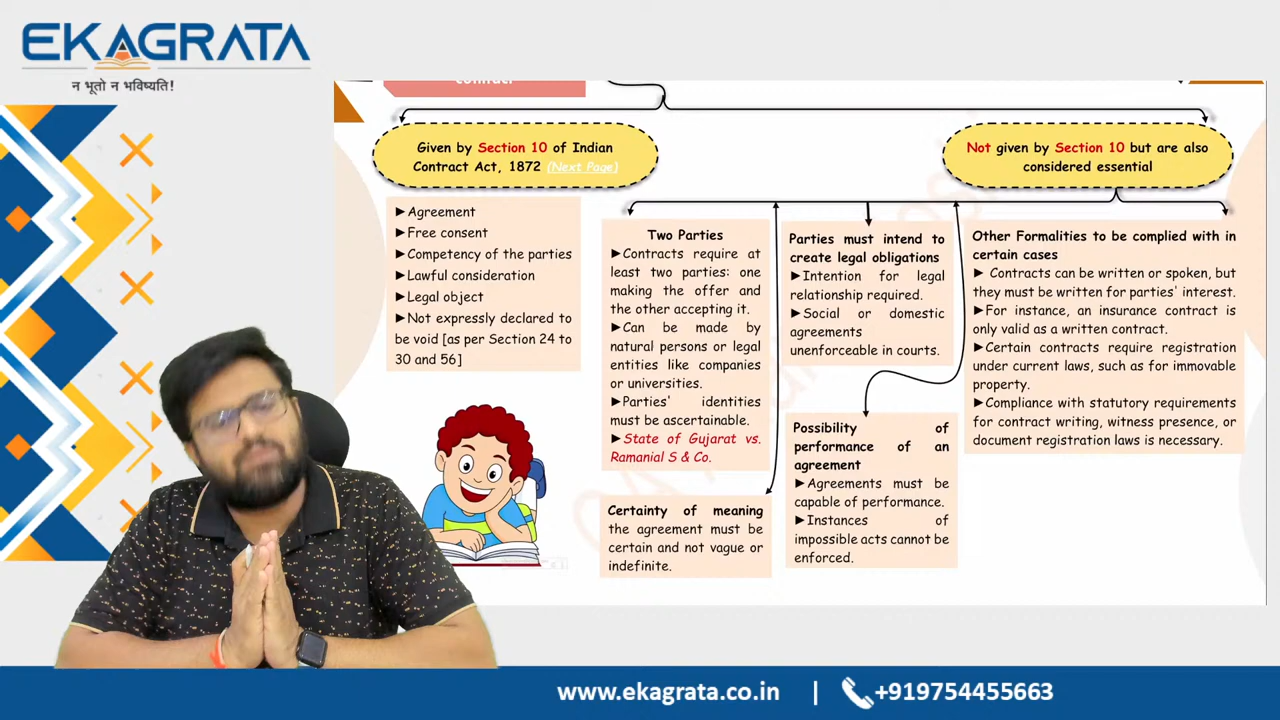 EKAGRATA
न भूतो न भविष्यति!
contract
Given by Section 10 of Indian
Contract Act, 1872 (Next Page)
Not given by Section 10 but are also
considered essential
►Agreement
►Free consent
►Competency of the parties
►Lawful consideration
►Legal object
►Not expressly declared to
be void [as per Section 24 to
30 and 56]
Two Parties
►Contracts require at
least two parties: one
making the offer and
the other accepting it.
►Can be made by
natural persons or legal
entities like companies
or universities.
►Parties' identities
must be ascertainable.
►State of Gujarat vs.
Ramanial S & Co.
Certainty of meaning
the agreement must be
certain and not vague or
indefinite.
Parties must intend to
create legal obligations
►Intention for legal
relationship required.
►Social or domestic
agreements
unenforceable in courts.
Possibility of
performance of an
agreement
►Agreements must be
capable of performance.
►Instances of
impossible acts cannot be
enforced.
Other Formalities to be complied with in
certain cases
► Contracts can be written or spoken, but
they must be written for parties' interest.
►For instance, an insurance contract is
only valid as a written contract.
►Certain contracts require registration
under current laws, such as for immovable
property.
►Compliance with statutory requirements
for contract writing, witness presence, or
document registration laws is necessary.
www.ekagrata.co.in | +919754455663